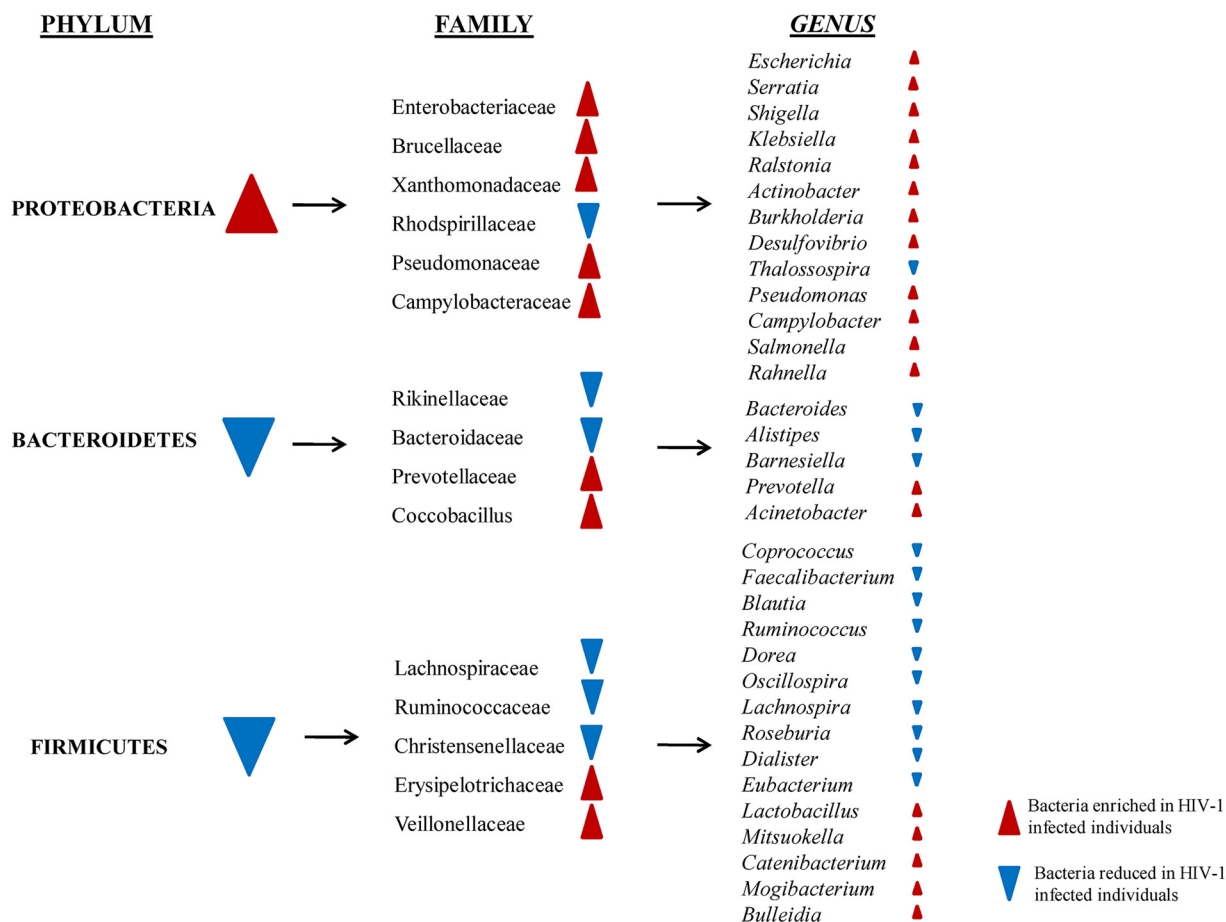 PHYLUM
FAMILY
GENUS
PROTEOBACTERIA
Enterobacteriaceae
Brucellaceae
Xanthomonadaceae
Rhodspirillaceae
Pseudomonaceae
Campylobacteraceae
Escherichia
Serratia
Shigella
Klebsiella
Ralstonia
Actinobacter
Burkholderia
Desulfovibrio
Thalossospira
Pseudomonas
Campylobacter
Salmonella
Rahnella
BACTEROIDETES
Rikinellaceae
Bacteroidaceae
Prevotellaceae
Coccobacillus
Bacteroides
Alistipes
Barnesiella
Prevotella
Acinetobacter
FIRMICUTES
Lachnospiraceae
Ruminococcaceae
Christensenellaceae
Erysipelotrichaceae
Veillonellaceae
Coprococcus
Faecalibacterium
Blautia
Ruminococcus
Dorea
Oscillospira
Lachnospira
Roseburia
Dialister
Eubacterium
Lactobacillus
Mitsuokella
Catenibacterium
Mogibacterium
Bulleidia
Bacteria enriched in HIV-1
infected individuals
Bacteria reduced in HIV-1
infected individuals